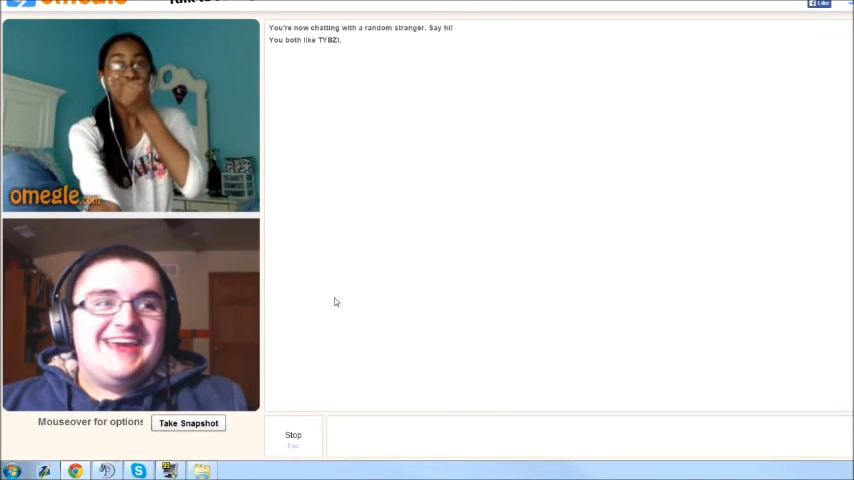 You're now chatting with a random stranger. Say hi!
You both like TYBZI.
omegle.com
Mouseover for options
Take Snapshot
Stop
Esc
Like